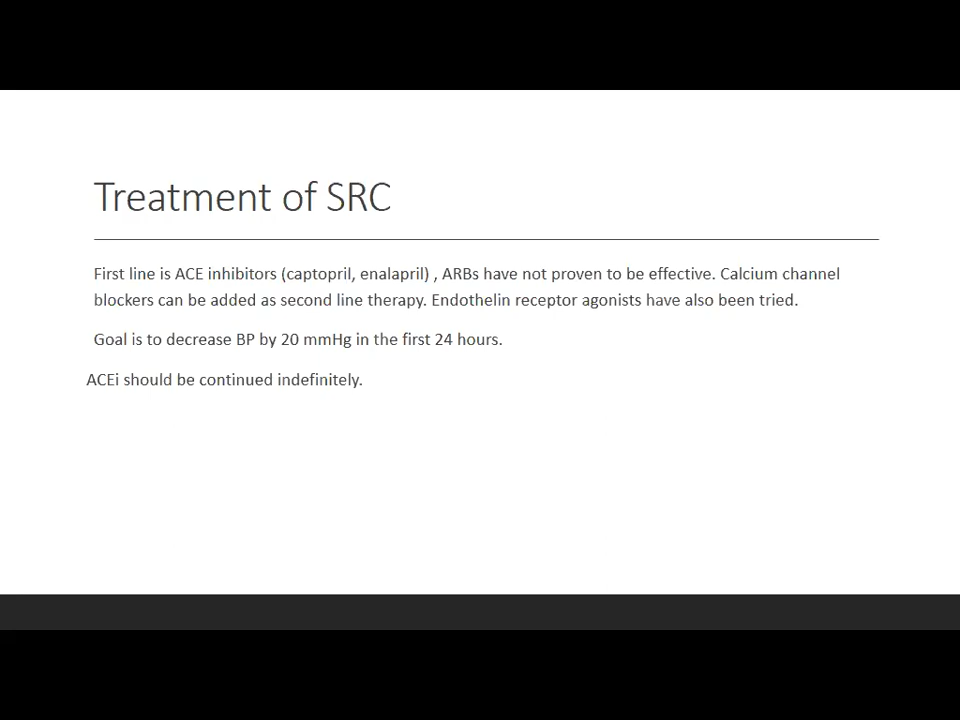 Treatment of SRC
First line is ACE inhibitors (captopril, enalapril) , ARBs have not proven to be effective. Calcium channel
blockers can be added as second line therapy. Endothelin receptor agonists have also been tried.
Goal is to decrease BP by 20 mmHg in the first 24 hours.
ACEi should be continued indefinitely.